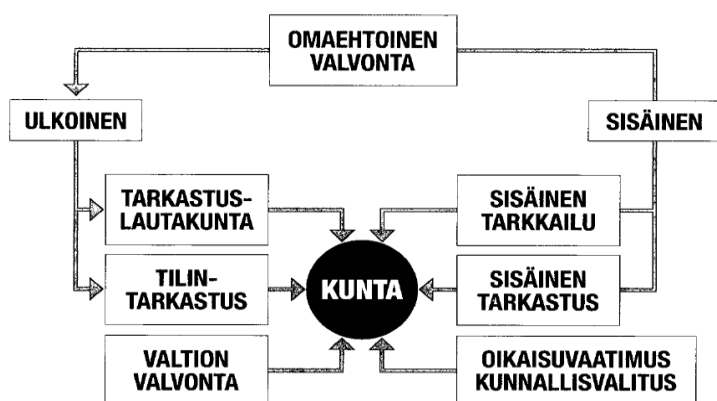 OMAEHTOINEN
VALVONTA
ULKOINEN
SISÄINEN
TARKASTUS-
LAUTAKUNTA
SISÄINEN
TARKKAILU
TILIN-
TARKASTUS
KUNTA
SISÄINEN
TARKASTUS
VALTION
VALVONTA
OIKAISUVAATIMUS
KUNNALLISVALITUS